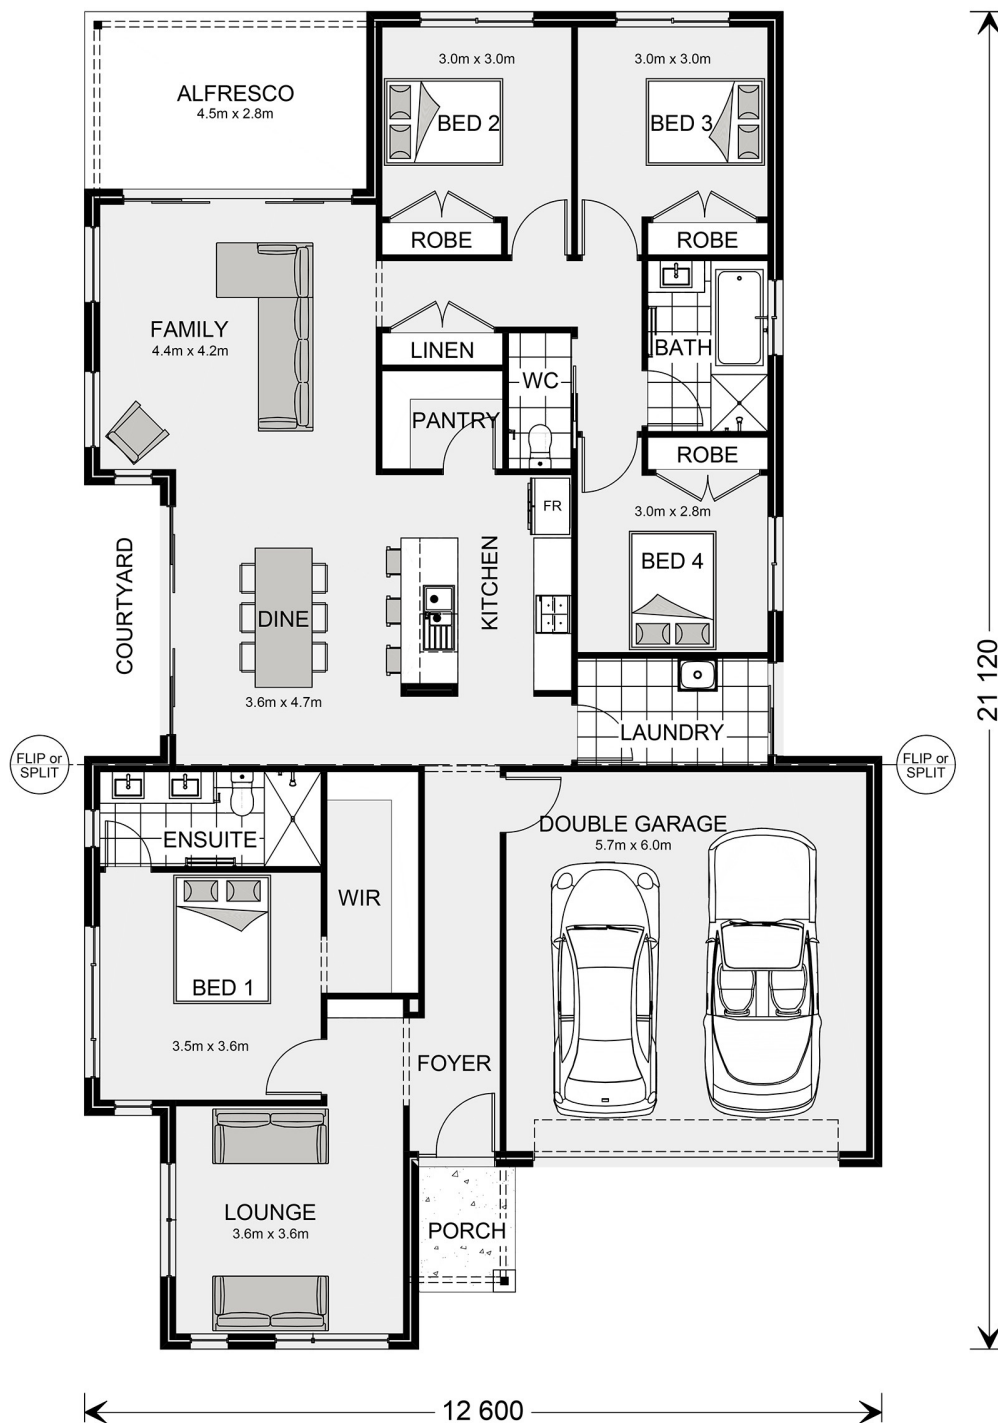 3.0m x 3.0m
3.0m x 3.0m
ALFRESCO
4.5m x 2.8m
BED 2
BED 3
ROBE
ROBE
FAMILY
4.4m x 4.2m
LINEN
BATH
WC
PANTRY
ROBE
FR
3.0m x 2.8m
COURTYARD
KITCHEN
BED 4
DINE
3.6m x 4.7m
21 120
LAUNDRY
FLIP or
SPLIT
FLIP or
SPLIT
ENSUITE
DOUBLE GARAGE
5.7m x 6.0m
WIR
BED 1
3.5m x 3.6m
FOYER
LOUNGE
3.6m x 3.6m
PORCH
12 600